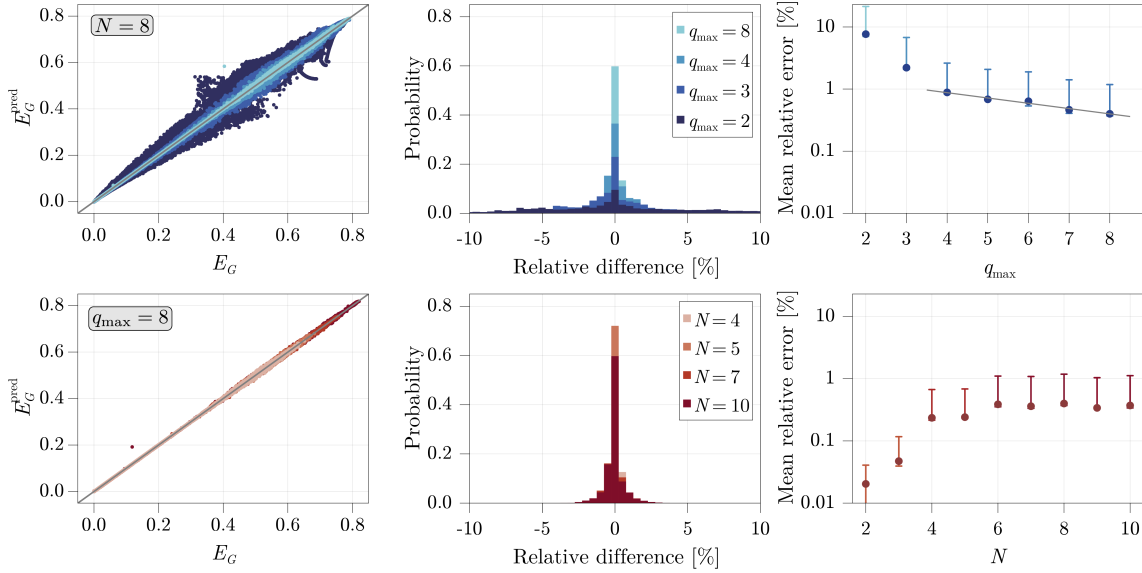 N = 8
E_G^pred
0.8
0.6
0.4
0.2
0.0
0.0 0.2 0.4 0.6 0.8
E_G
Probability
0.8
0.6
0.4
0.2
0.0
-10 -5 0 5 10
Relative difference [%]
q_max = 8
q_max = 4
q_max = 3
q_max = 2
Mean relative error [%]
10
1
0.1
0.01
2 3 4 5 6 7 8
q_max
q_max = 8
E_G^pred
0.8
0.6
0.4
0.2
0.0
0.0 0.2 0.4 0.6 0.8
E_G
Probability
0.8
0.6
0.4
0.2
0.0
-10 -5 0 5 10
Relative difference [%]
N = 4
N = 5
N = 7
N = 10
Mean relative error [%]
10
1
0.1
0.01
2 4 6 8 10
N